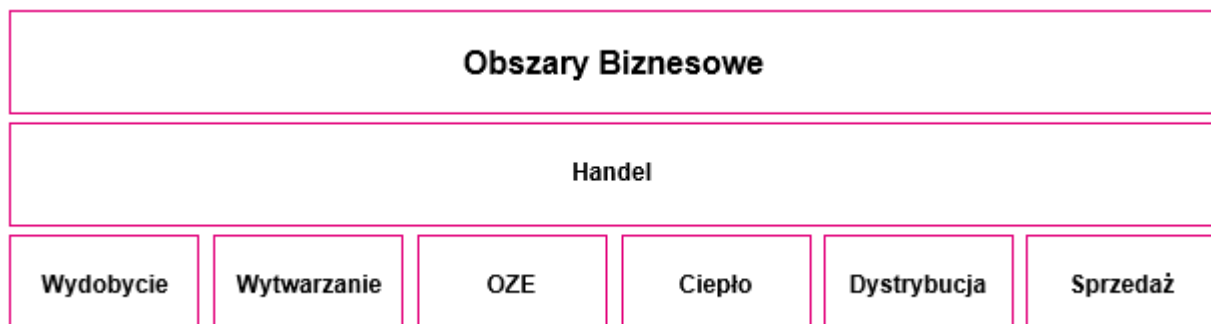 Obszary Biznesowe
Handel
Wydobycie
Wytwarzanie
OZE
Ciepło
Dystrybucja
Sprzedaż